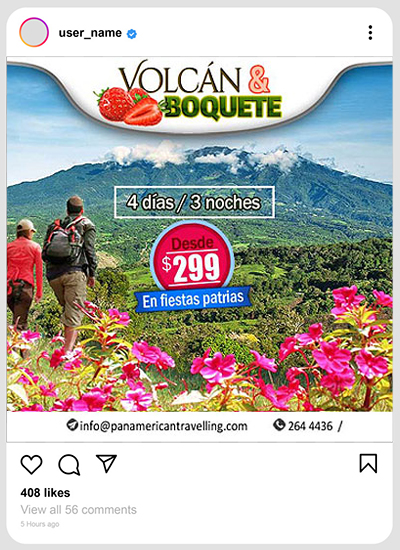 user_name
VOLCÁN &
BOQUETE
4 días / 3 noches
Desde
$299
En fiestas patrias
info@panamericantravelling.com 264 4436 /
408 likes
View all 56 comments
5 Hours ago